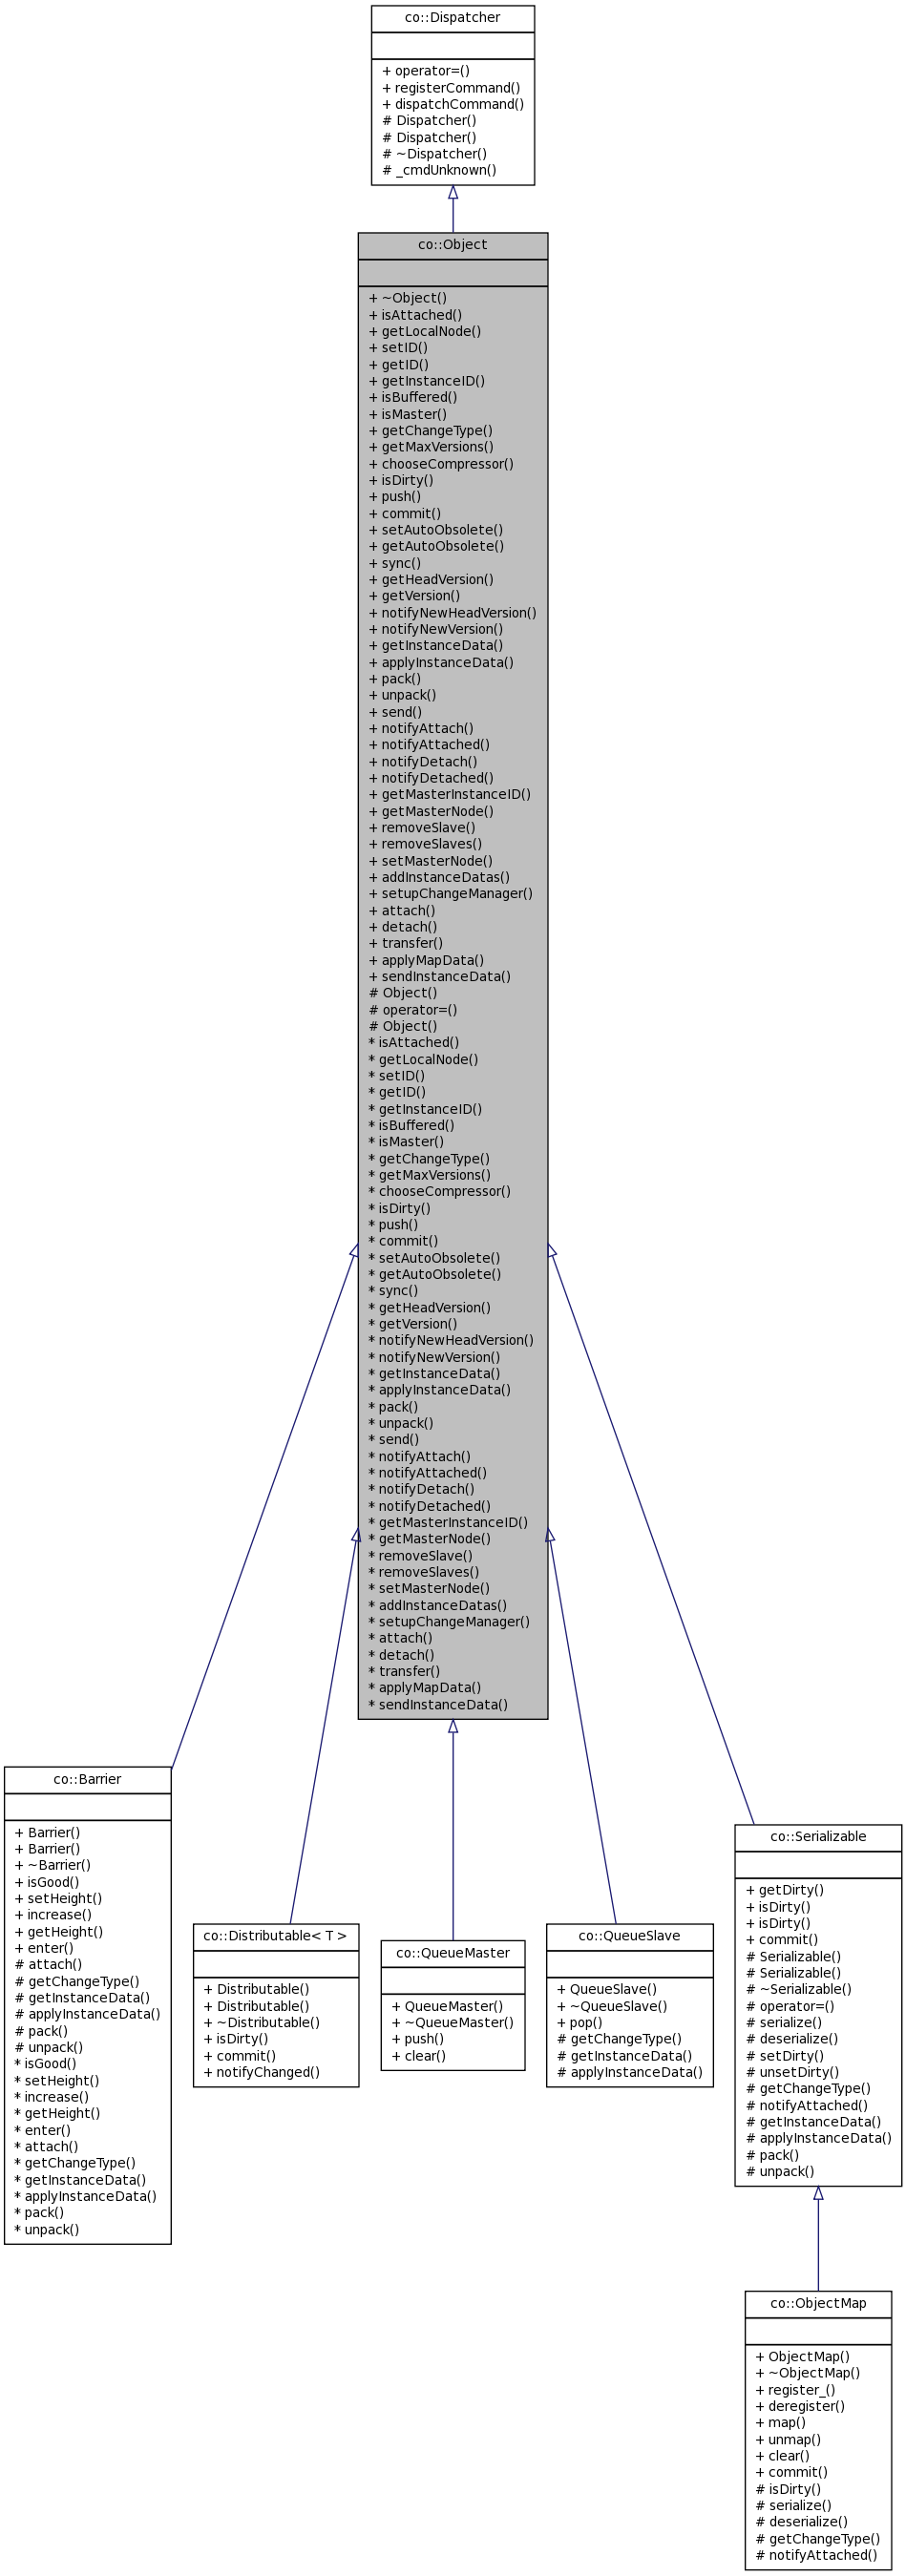 co::Dispatcher
+ operator=()
+ registerCommand()
+ dispatchCommand()
# Dispatcher()
# Dispatcher()
# ~Dispatcher()
# _cmdUnknown()
co::Object
+ ~Object()
+ isAttached()
+ getLocalNode()
+ setID()
+ getID()
+ getInstanceID()
+ isBuffered()
+ isMaster()
+ getChangeType()
+ getMaxVersions()
+ chooseCompressor()
+ isDirty()
+ push()
+ commit()
+ setAutoObsolete()
+ getAutoObsolete()
+ sync()
+ getHeadVersion()
+ getVersion()
+ notifyNewHeadVersion()
+ notifyNewVersion()
+ getInstanceData()
+ applyInstanceData()
+ pack()
+ unpack()
+ send()
+ notifyAttach()
+ notifyAttached()
+ notifyDetach()
+ notifyDetached()
+ getMasterInstanceID()
+ getMasterNode()
+ removeSlave()
+ removeSlaves()
+ setMasterNode()
+ addInstanceDatas()
+ setupChangeManager()
+ attach()
+ detach()
+ transfer()
+ applyMapData()
+ sendInstanceData()
# Object()
# operator=()
# Object()
* isAttached()
* getLocalNode()
* setID()
* getID()
* getInstanceID()
* isBuffered()
* isMaster()
* getChangeType()
* getMaxVersions()
* chooseCompressor()
* isDirty()
* push()
* commit()
* setAutoObsolete()
* getAutoObsolete()
* sync()
* getHeadVersion()
* getVersion()
* notifyNewHeadVersion()
* notifyNewVersion()
* getInstanceData()
* applyInstanceData()
* pack()
* unpack()
* send()
* notifyAttach()
* notifyAttached()
* notifyDetach()
* notifyDetached()
* getMasterInstanceID()
* getMasterNode()
* removeSlave()
* removeSlaves()
* setMasterNode()
* addInstanceDatas()
* setupChangeManager()
* attach()
* detach()
* transfer()
* applyMapData()
* sendInstanceData()
co::Barrier
+ Barrier()
+ Barrier()
+ ~Barrier()
+ isGood()
+ setHeight()
+ increase()
+ getHeight()
+ enter()
# attach()
# getChangeType()
# getInstanceData()
# applyInstanceData()
# pack()
# unpack()
* isGood()
* setHeight()
* increase()
* getHeight()
* enter()
* attach()
* getChangeType()
* getInstanceData()
* applyInstanceData()
* pack()
* unpack()
co::Distributable< T >
+ Distributable()
+ Distributable()
+ ~Distributable()
+ isDirty()
+ commit()
+ notifyChanged()
co::QueueMaster
+ QueueMaster()
+ ~QueueMaster()
+ push()
+ clear()
co::QueueSlave
+ QueueSlave()
+ ~QueueSlave()
+ pop()
# getChangeType()
# getInstanceData()
# applyInstanceData()
co::Serializable
+ getDirty()
+ isDirty()
+ isDirty()
+ commit()
# Serializable()
# Serializable()
# ~Serializable()
# operator=()
# serialize()
# deserialize()
# setDirty()
# unsetDirty()
# getChangeType()
# notifyAttached()
# getInstanceData()
# applyInstanceData()
# pack()
# unpack()
co::ObjectMap
+ ObjectMap()
+ ~ObjectMap()
+ register_()
+ deregister()
+ map()
+ unmap()
+ clear()
+ commit()
# isDirty()
# serialize()
# deserialize()
# getChangeType()
# notifyAttached()